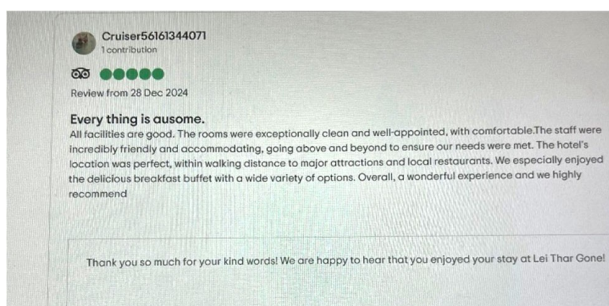 Cruiser56161344071
1 contribution
Review from 28 Dec 2024
Every thing is ausome.
All facilities are good. The rooms were exceptionally clean and well-appointed, with comfortable.The staff were
incredibly friendly and accommodating, going above and beyond to ensure our needs were met. The hotel's
location was perfect, within walking distance to major attractions and local restaurants. We especially enjoyed
the delicious breakfast buffet with a wide variety of options. Overall, a wonderful experience and we highly
recommend
Thank you so much for your kind words! We are happy to hear that you enjoyed your stay at Lei Thar Gone!